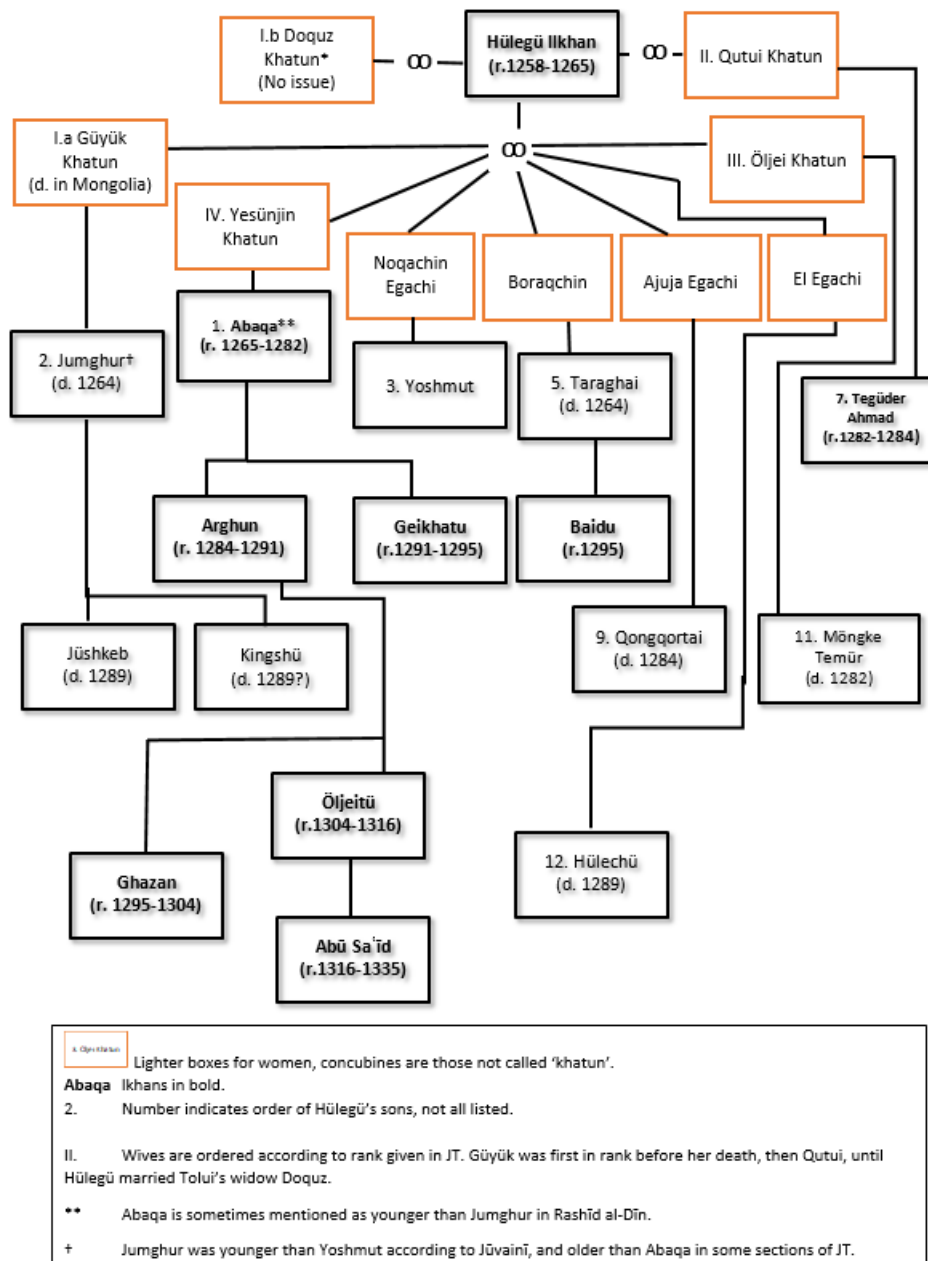 I.b Doquz
Khatun*
(No issue)
ꝏ
Hülegü Ilkhan
(r.1258-1265)
ꝏ
II. Qutui Khatun
I.a Güyük
Khatun
(d. in Mongolia)
ꝏ
III. Öljei Khatun
IV. Yesünjin
Khatun
Noqachin
Egachi
Boraqchin
Ajuja Egachi
El Egachi
2. Jumghur†
(d. 1264)
1. Abaqa**
(r. 1265-1282)
3. Yoshmut
5. Taraghai
(d. 1264)
7. Tegüder
Ahmad
(r.1282-1284)
Arghun
(r. 1284-1291)
Geikhatu
(r.1291-1295)
Baidu
(r.1295)
Jüshkeb
(d. 1289)
Kingshü
(d. 1289?)
9. Qongqortai
(d. 1284)
11. Möngke
Temür
(d. 1282)
Öljeitü
(r.1304-1316)
Ghazan
(r. 1295-1304)
12. Hülechü
(d. 1289)
Abū Saʿīd
(r.1316-1335)
Öljei Khatun Lighter boxes for women, concubines are those not called ‘khatun’.
Abaqa Ikhans in bold.
2. Number indicates order of Hülegü’s sons, not all listed.
II. Wives are ordered according to rank given in JT. Güyük was first in rank before her death, then Qutui, until
Hülegü married Tolui’s widow Doquz.
** Abaqa is sometimes mentioned as younger than Jumghur in Rashīd al-Dīn.
† Jumghur was younger than Yoshmut according to Jūvainī, and older than Abaqa in some sections of JT.